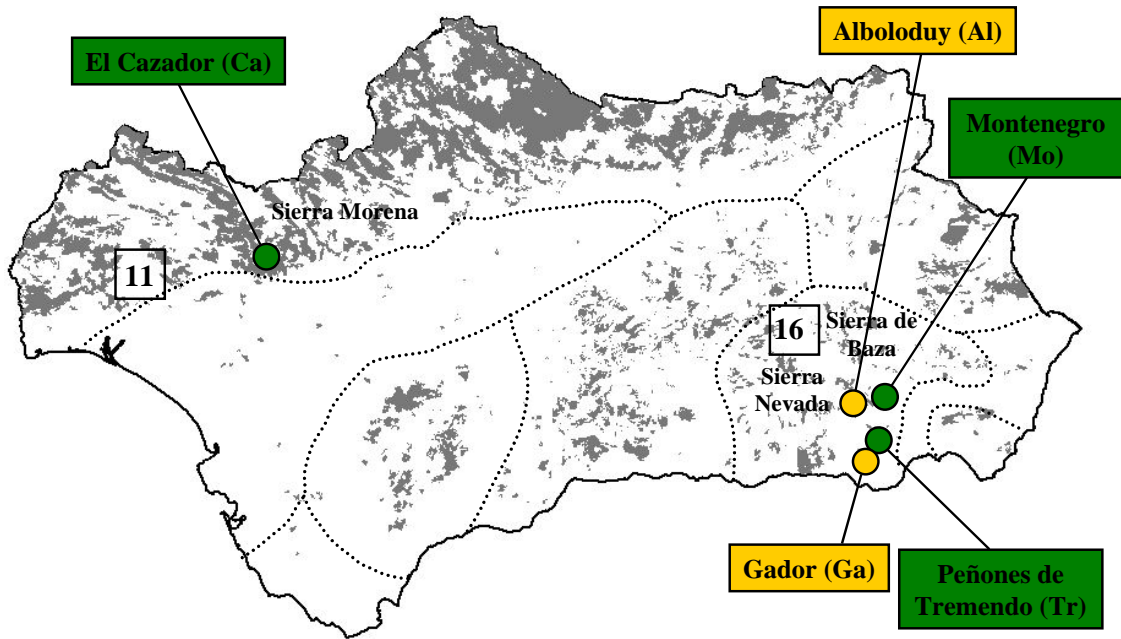 Alboloduy (Al)
El Cazador (Ca)
Montenegro
(Mo)
Sierra Morena
11
16
Sierra de
Baza
Sierra
Nevada
Gador (Ga)
Peñones de
Tremendo (Tr)